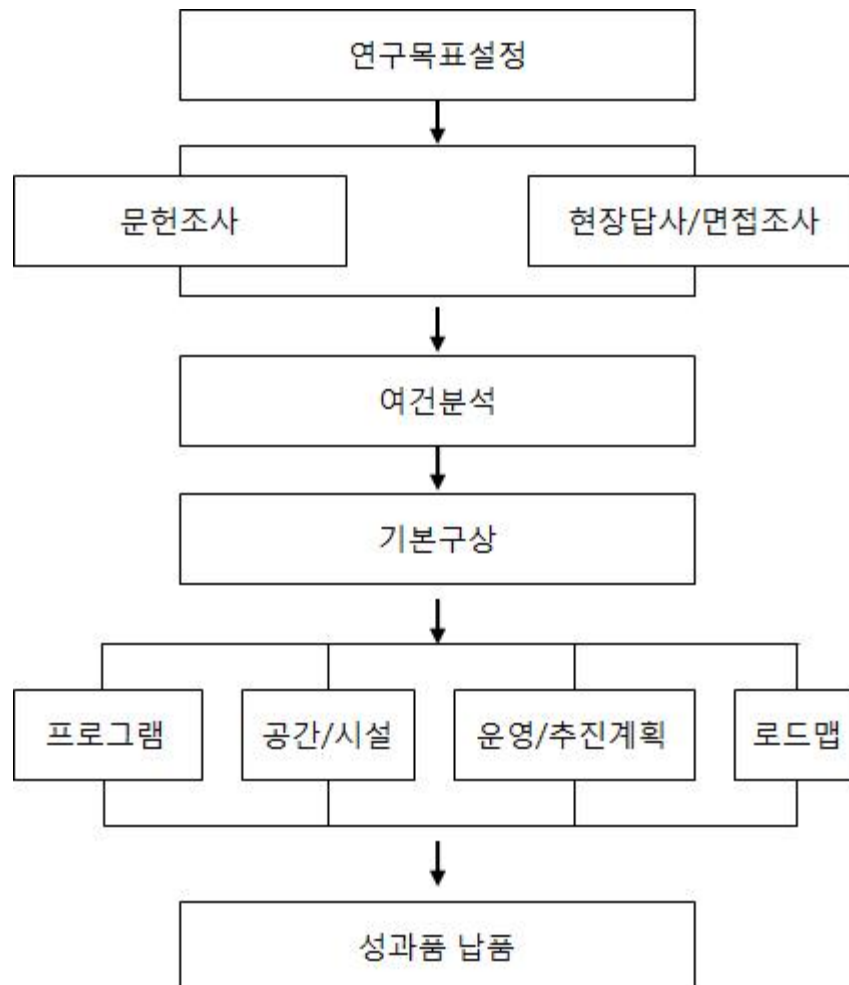 연구목표설정
문헌조사
현장답사/면접조사
여건분석
기본구상
프로그램
공간/시설
운영/추진계획
로드맵
성과품 납품